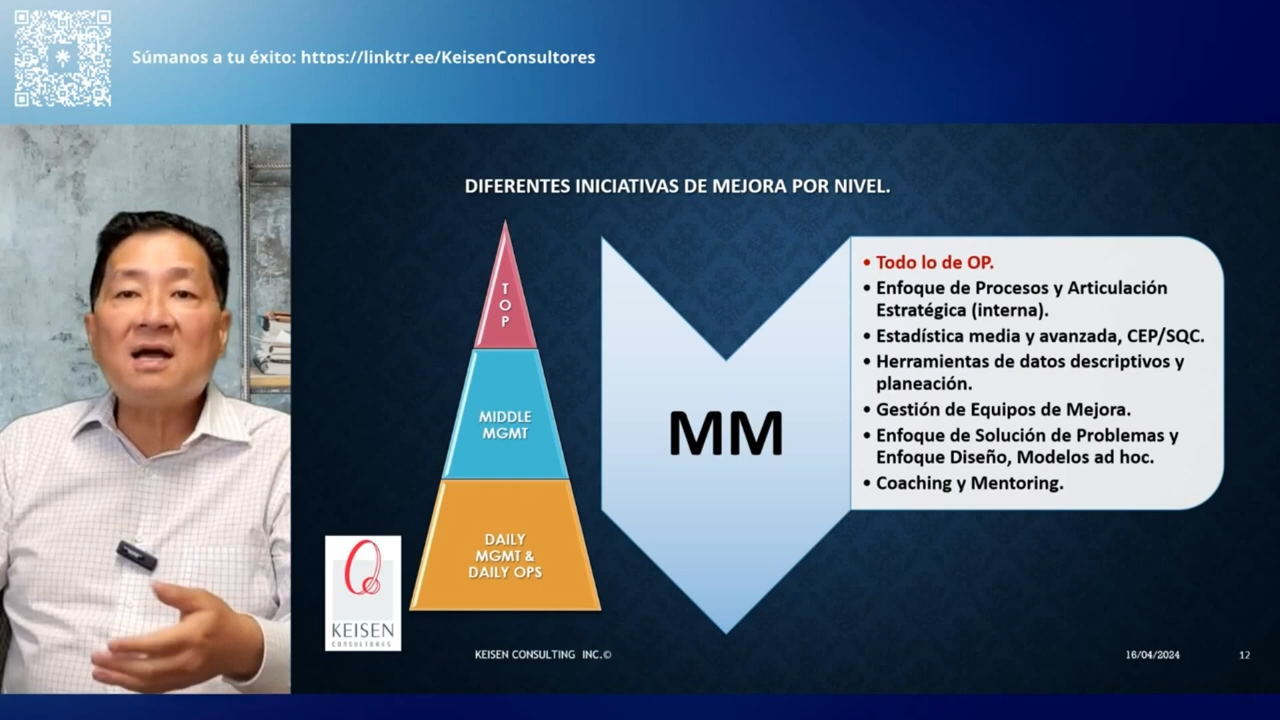 Súmanos a tu éxito: https://linktr.ee/KeisenConsultores
DIFERENTES INICIATIVAS DE MEJORA POR NIVEL.
T
O
P
MIDDLE
MGMT
DAILY
MGMT &
DAILY OPS
MM
• Todo lo de OP.
• Enfoque de Procesos y Articulación
Estratégica (interna).
• Estadística media y avanzada, CEP/SQC.
• Herramientas de datos descriptivos y
planeación.
• Gestión de Equipos de Mejora.
• Enfoque de Solución de Problemas y
Enfoque Diseño, Modelos ad hoc.
• Coaching y Mentoring.
KEISEN
CONSULTORES
KEISEN CONSULTING INC.©
16/04/2024
12